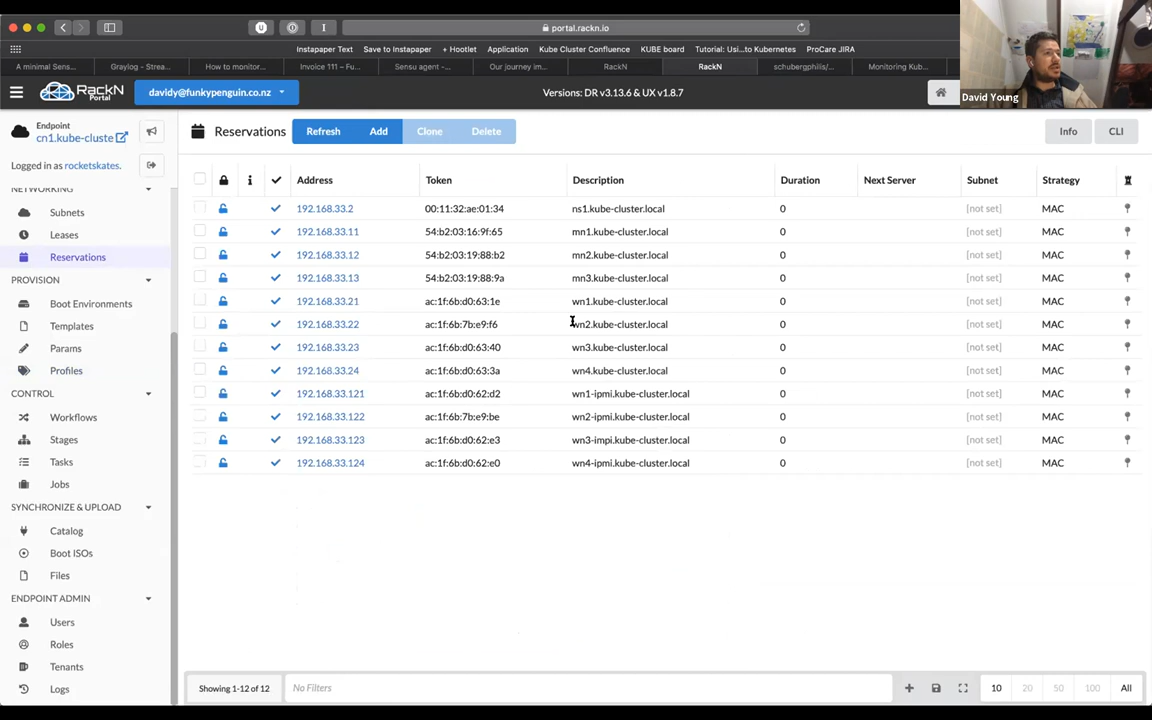 portal.rackn.io
Instapaper Text Save to Instapaper + Hootlet Application Kube Cluster Confluence KUBE board Tutorial: Usi...to Kubernetes ProCare JIRA
A minimal Sens... Graylog – Strea... How to monitor... Invoice 111 – Fu... Sensu agent –... Our journey im... RackN RackN schubergphilis/... Monitoring Kub...
RackN Portal davidy@funkypenguin.co.nz Versions: DR v3.13.6 & UX v1.8.7
David Young
Endpoint
cn1.kube-cluste
Logged in as rocketskates.
NETWORKING
Subnets
Leases
Reservations
PROVISION
Boot Environments
Templates
Params
Profiles
CONTROL
Workflows
Stages
Tasks
Jobs
SYNCHRONIZE & UPLOAD
Catalog
Boot ISOs
Files
ENDPOINT ADMIN
Users
Roles
Tenants
Logs
Reservations Refresh Add Clone Delete Info CLI
Address Token Description Duration Next Server Subnet Strategy
192.168.33.2 00:11:32:ae:01:34 ns1.kube-cluster.local 0 [not set] MAC
192.168.33.11 54:b2:03:16:9f:65 mn1.kube-cluster.local 0 [not set] MAC
192.168.33.12 54:b2:03:19:88:b2 mn2.kube-cluster.local 0 [not set] MAC
192.168.33.13 54:b2:03:19:88:9a mn3.kube-cluster.local 0 [not set] MAC
192.168.33.21 ac:1f:6b:d0:63:1e wn1.kube-cluster.local 0 [not set] MAC
192.168.33.22 ac:1f:6b:7b:e9:f6 wn2.kube-cluster.local 0 [not set] MAC
192.168.33.23 ac:1f:6b:d0:63:40 wn3.kube-cluster.local 0 [not set] MAC
192.168.33.24 ac:1f:6b:d0:63:3a wn4.kube-cluster.local 0 [not set] MAC
192.168.33.121 ac:1f:6b:d0:62:d2 wn1-ipmi.kube-cluster.local 0 [not set] MAC
192.168.33.122 ac:1f:6b:7b:e9:be wn2-ipmi.kube-cluster.local 0 [not set] MAC
192.168.33.123 ac:1f:6b:d0:62:e3 wn3-impi.kube-cluster.local 0 [not set] MAC
192.168.33.124 ac:1f:6b:d0:62:e0 wn4-ipmi.kube-cluster.local 0 [not set] MAC
Showing 1-12 of 12 No Filters 10 20 50 100 All